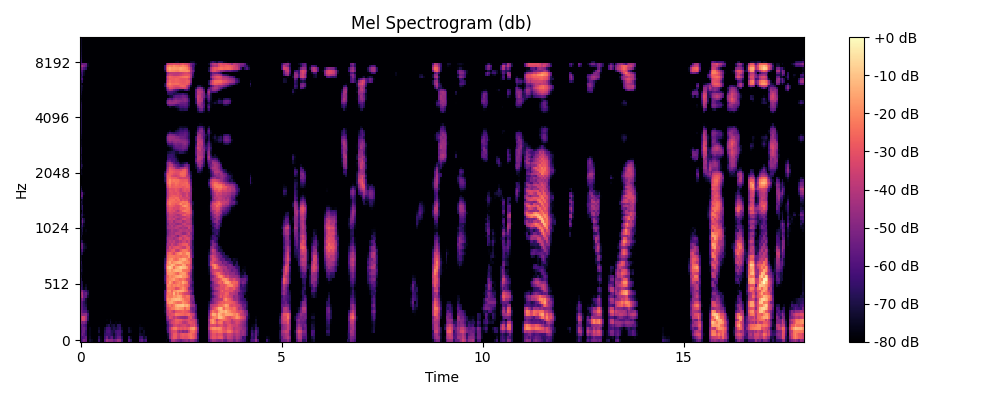 Mel Spectrogram (db)
8192
4096
2048
1024
512
0
Hz
0 5 10 15
Time
+0 dB
-10 dB
-20 dB
-30 dB
-40 dB
-50 dB
-60 dB
-70 dB
-80 dB